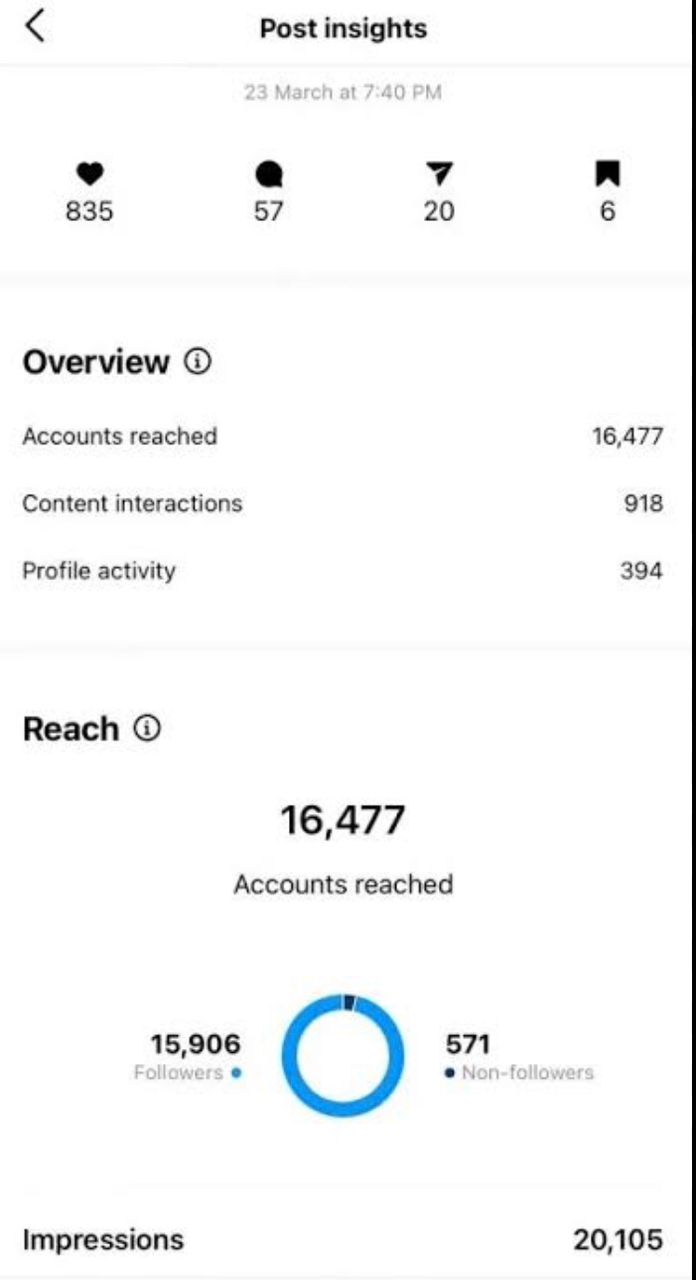 Post insights
23 March at 7:40 PM
835 57 20 6
Overview
Accounts reached 16,477
Content interactions 918
Profile activity 394
Reach
16,477
Accounts reached
15,906 571
Followers Non-followers
Impressions 20,105